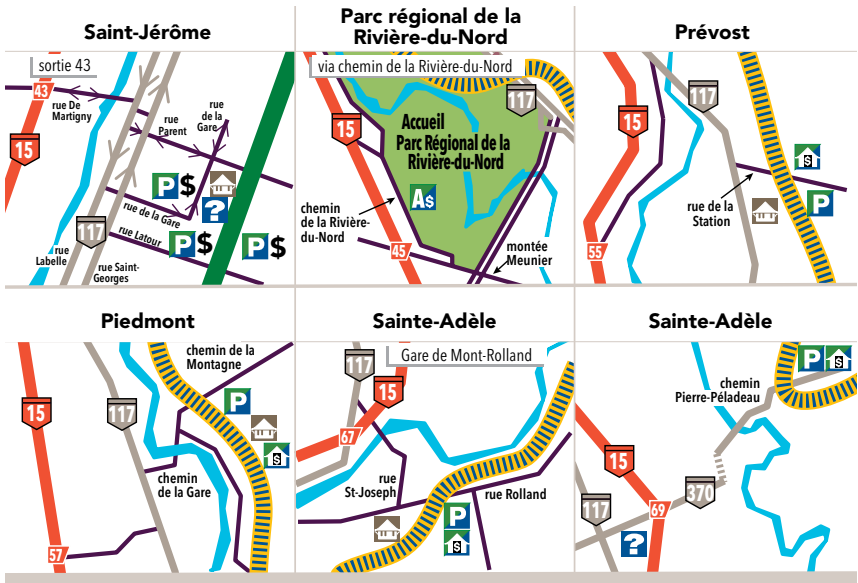 Saint-Jérôme
sortie 43
43
rue De
Martigny
rue
de la
Gare
rue
Parent
15
P$
?
rue de la Gare
117
rue Latour
P$
P$
rue
Labelle
rue Saint-
Georges
Parc régional de la
Rivière-du-Nord
via chemin de la Rivière-du-Nord
117
15
Accueil
Parc Régional de la
Rivière-du-Nord
A$
chemin
de la Rivière-
du-Nord
45
montée
Meunier
Prévost
117
15
$
P
rue de la
Station
55
Piedmont
chemin de la
Montagne
15
117
P
$
chemin
de la Gare
57
Sainte-Adèle
Gare de Mont-Rolland
117
15
67
rue
St-Joseph
rue Rolland
P
$
Sainte-Adèle
P
$
chemin
Pierre-Péladeau
15
370
117
69
?